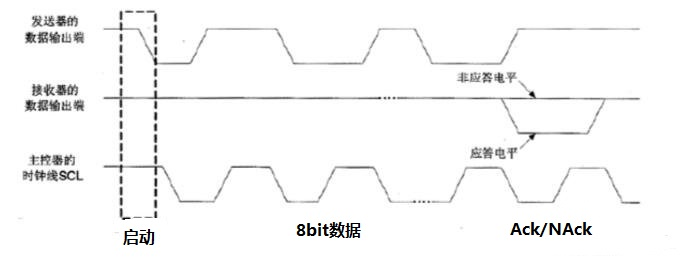 发送器的
数据输出端
非应答电平
接收器的
数据输出端
应答电平
主控器的
时钟线SCL
启动
8bit数据
Ack/NAck